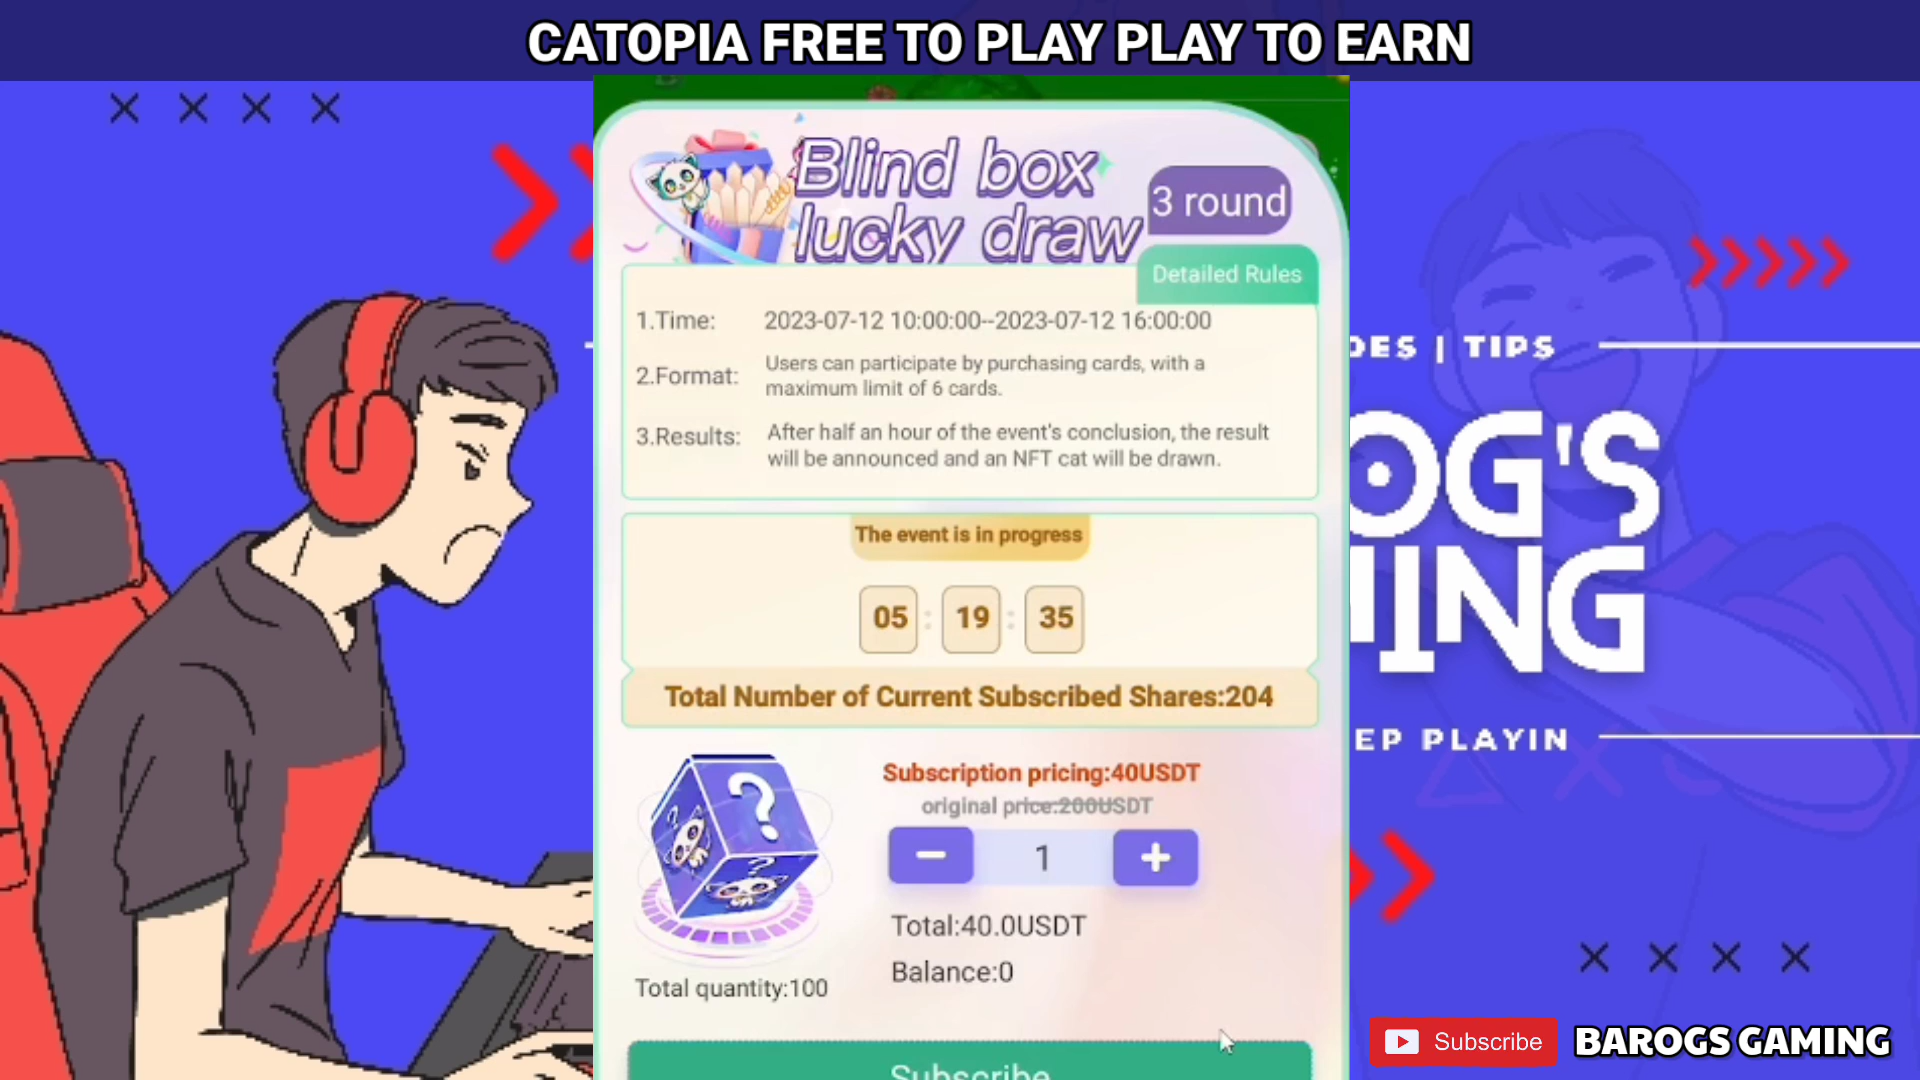 CATOPIA FREE TO PLAY PLAY TO EARN
Blind box
lucky draw
3 round
Detailed Rules
1.Time: 2023-07-12 10:00:00--2023-07-12 16:00:00
2.Format: Users can participate by purchasing cards, with a
maximum limit of 6 cards.
3.Results: After half an hour of the event's conclusion, the result
will be announced and an NFT cat will be drawn.
The event is in progress
05 : 19 : 35
Total Number of Current Subscribed Shares:204
Subscription pricing:40USDT
original price:200USDT
− 1 +
Total:40.0USDT
Balance:0
Total quantity:100
Subscribe
DES | TIPS
OG'S
ING
EP PLAYIN
Subscribe
BAROGS GAMING